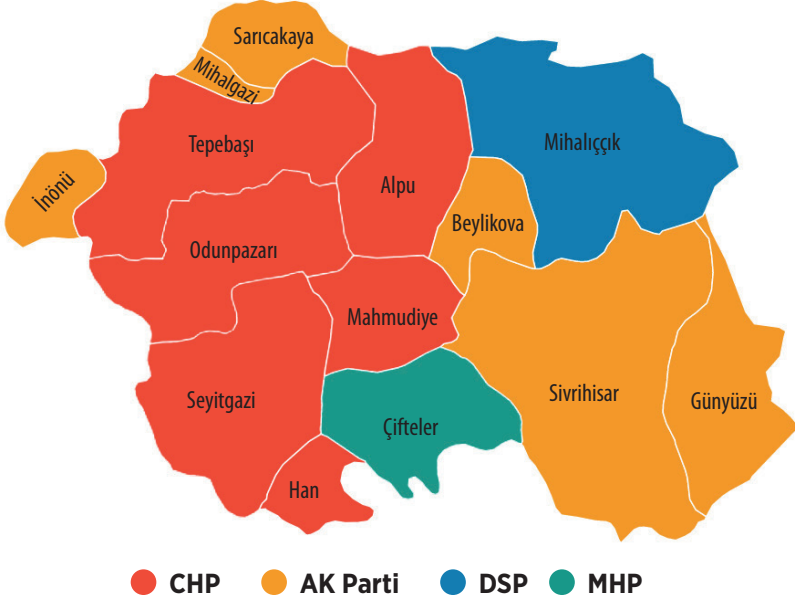 Sarıcakaya
Mihalgazi
Tepebaşı
Mihalıççık
İnönü
Alpu
Beylikova
Odunpazarı
Mahmudiye
Seyitgazi
Sivrihisar
Günyüzü
Çifteler
Han
CHP AK Parti DSP MHP